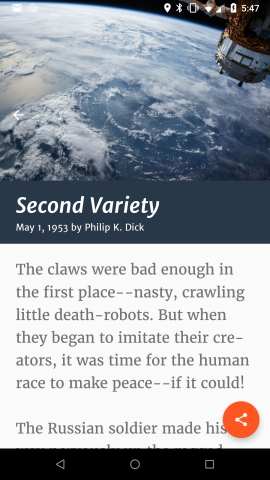 5:47
Second Variety
May 1, 1953 by Philip K. Dick
The claws were bad enough in
the first place--nasty, crawling
little death-robots. But when
they began to imitate their cre-
ators, it was time for the human
race to make peace--if it could!
The Russian soldier made his